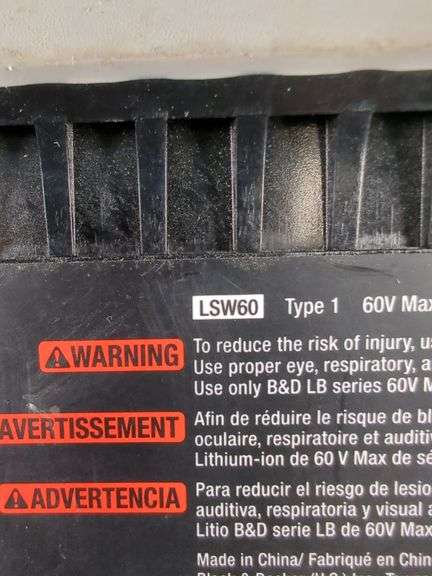 LSW60 Type 1 60V Max
WARNING To reduce the risk of injury, u
Use proper eye, respiratory, a
Use only B&D LB series 60V M
AVERTISSEMENT Afin de réduire le risque de bl
oculaire, respiratoire et auditiv
Lithium-ion de 60 V Max de sé
ADVERTENCIA Para reducir el riesgo de lesio
auditiva, respiratoria y visual a
Litio B&D serie LB de 60V Max
Made in China/ Fabriqué en Chin